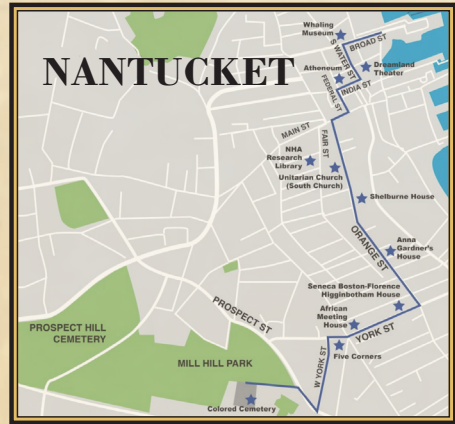 Whaling
Museum
BROAD ST
S WATER ST
NANTUCKET
Atheneum
Dreamland
Theater
FEDERAL ST
INDIA ST
MAIN ST
FAIR ST
NHA
Research
Library
Unitarian Church
(South Church)
Shelburne House
ORANGE ST
Anna
Gardner's
House
Seneca Boston-Florence
Higginbotham House
PROSPECT ST
African
Meeting
House
YORK ST
PROSPECT HILL
CEMETERY
MILL HILL PARK
W YORK ST
Five Corners
Colored Cemetery